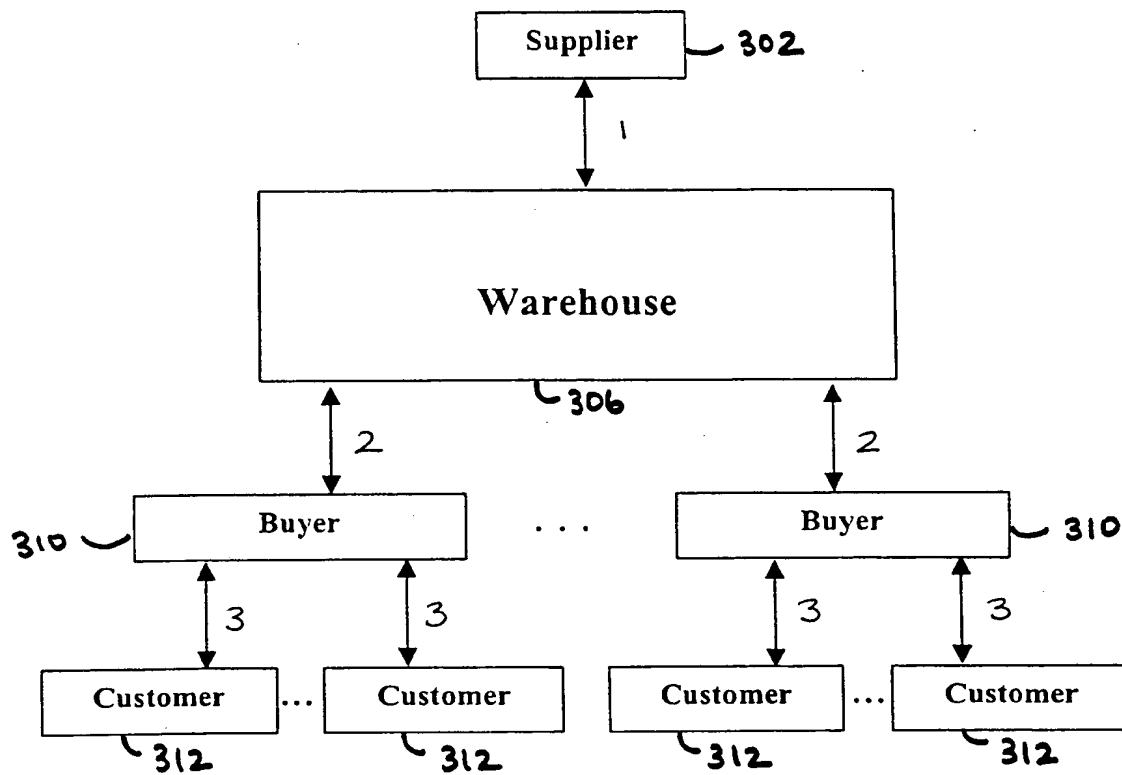 Supplier 302
1
Warehouse
306
2 2
310 Buyer . . . Buyer 310
3 3 3 3
Customer ... Customer Customer ... Customer
312 312 312 312